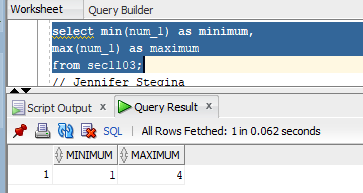 Worksheet Query Builder
select min(num_1) as minimum,
max(num_1) as maximum
from sec1103;
// Jennifer Stegina
Script Output x Query Result x
SQL | All Rows Fetched: 1 in 0.062 seconds
MINIMUM MAXIMUM
1 1 4